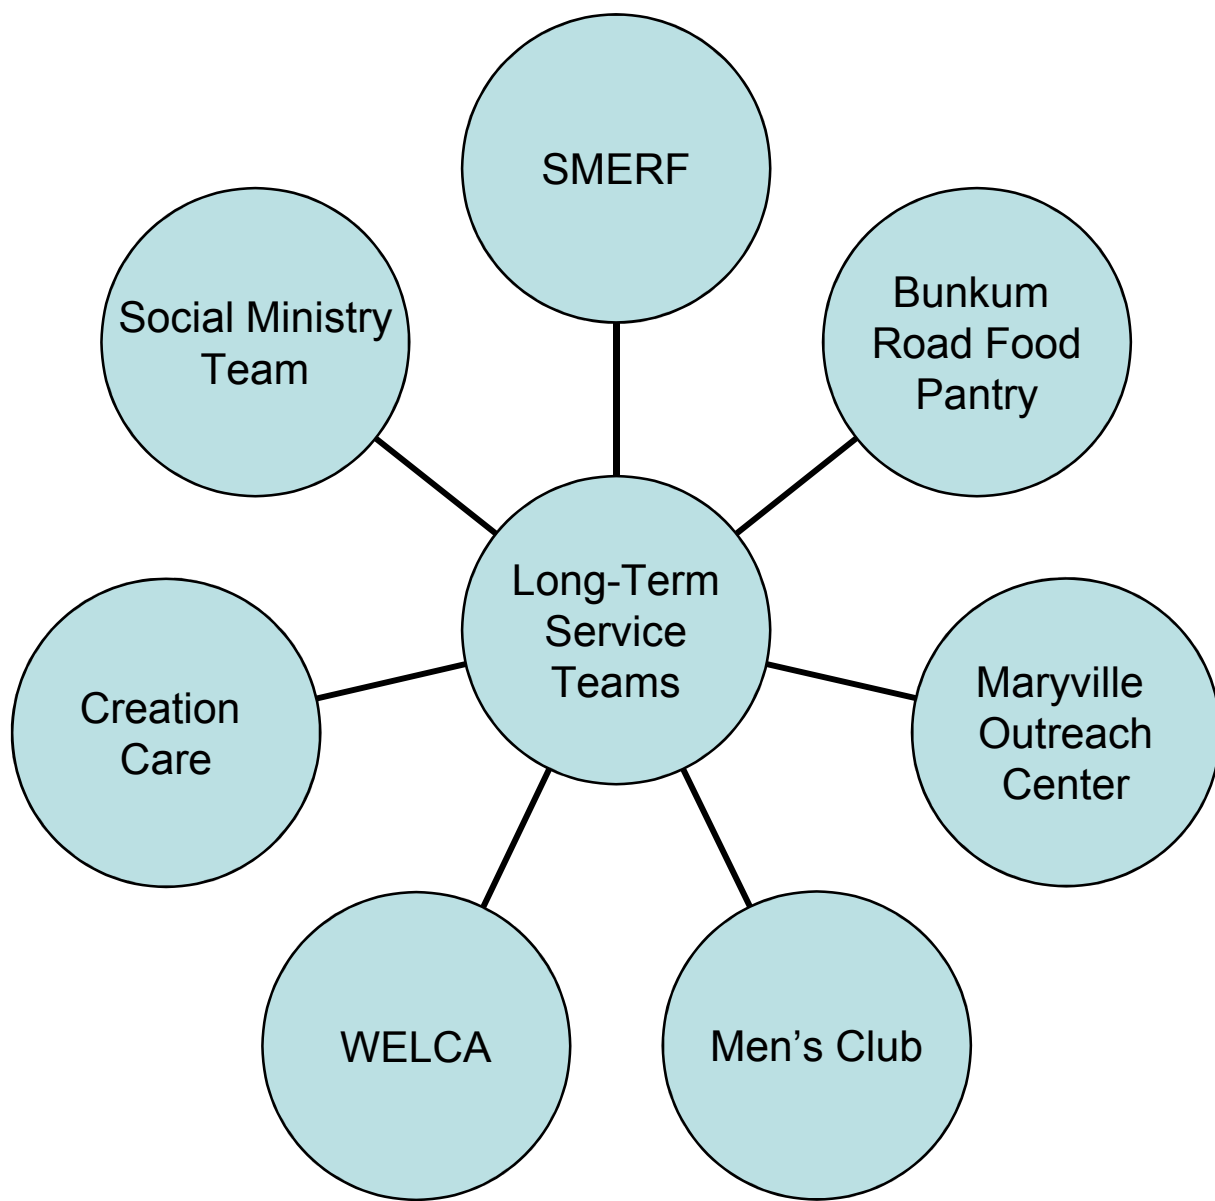 SMERF
Social Ministry
Team
Bunkum
Road Food
Pantry
Long-Term
Service
Teams
Creation
Care
Maryville
Outreach
Center
WELCA
Men’s Club